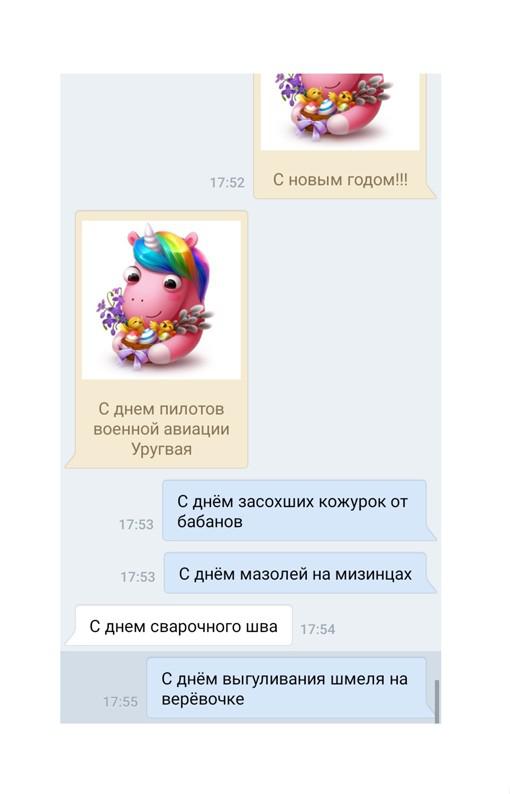 17:52
С новым годом!!!
С днем пилотов
военной авиации
Уругвая
С днём засохших кожурок от
бабанов
17:53
17:53
С днём мазолей на мизинцах
С днем сварочного шва
17:54
С днём выгуливания шмеля на
верёвочке
17:55